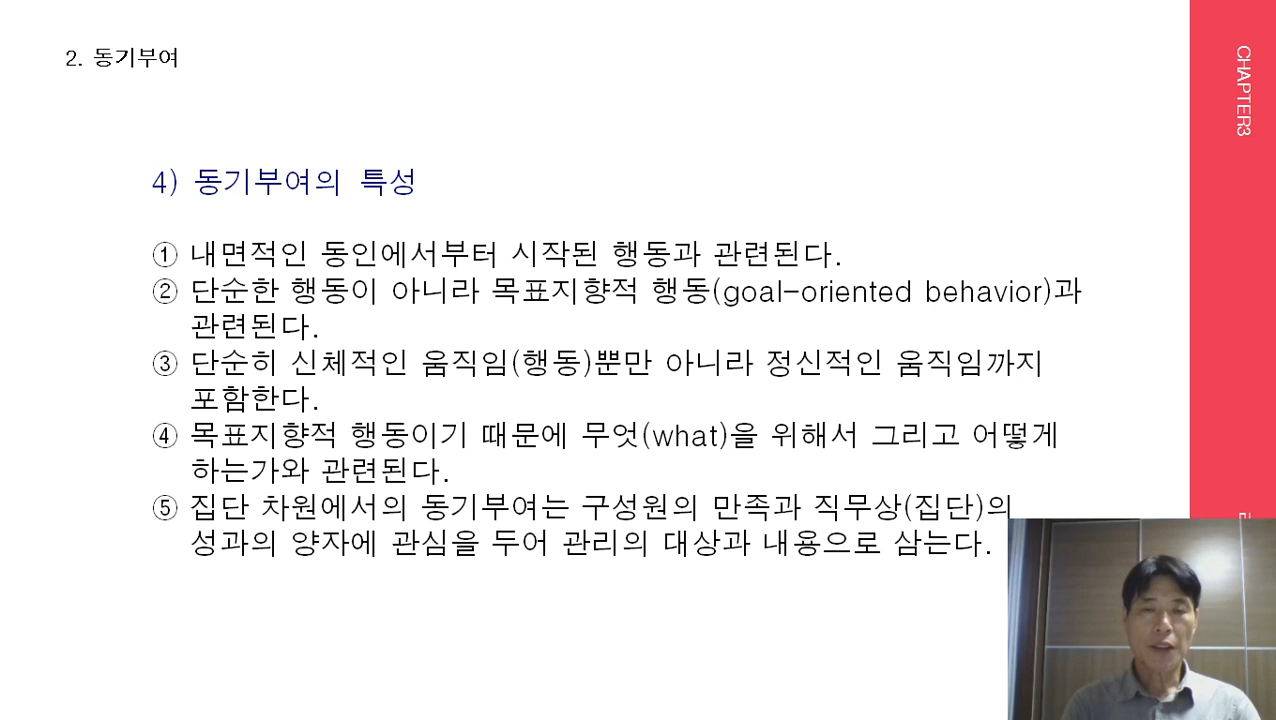 2. 동기부여
CHAPTER3
4) 동기부여의 특성
① 내면적인 동인에서부터 시작된 행동과 관련된다.
② 단순한 행동이 아니라 목표지향적 행동(goal-oriented behavior)과
관련된다.
③ 단순히 신체적인 움직임(행동)뿐만 아니라 정신적인 움직임까지
포함한다.
④ 목표지향적 행동이기 때문에 무엇(what)을 위해서 그리고 어떻게
하는가와 관련된다.
⑤ 집단 차원에서의 동기부여는 구성원의 만족과 직무상(집단)의
성과의 양자에 관심을 두어 관리의 대상과 내용으로 삼는다.